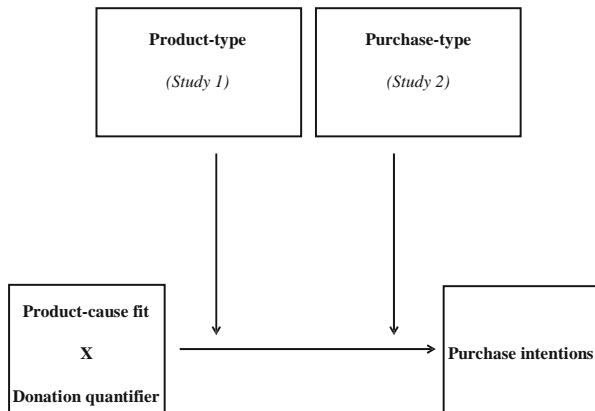 Product-type
(Study 1)
Purchase-type
(Study 2)
Product-cause fit
X
Donation quantifier
Purchase intentions